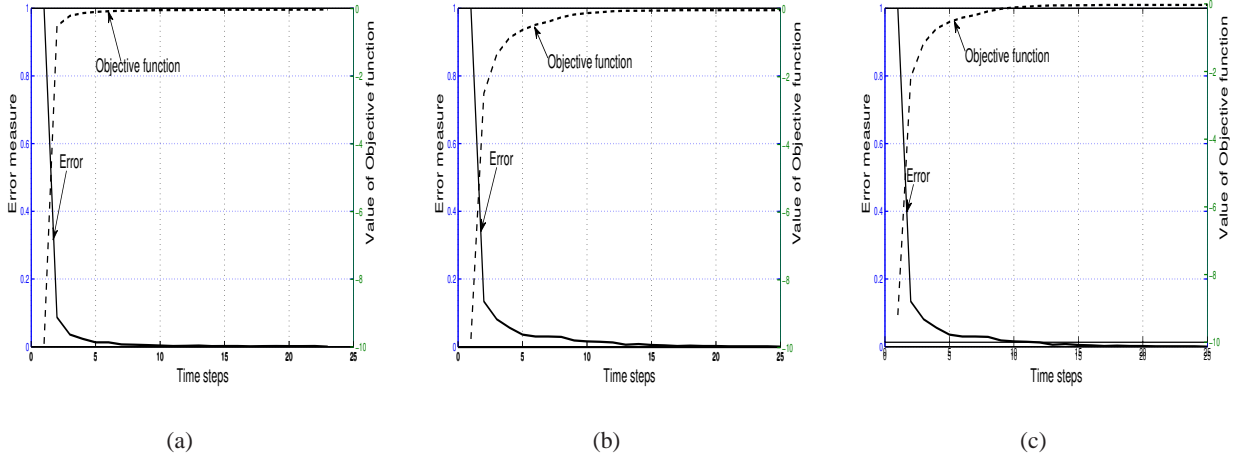 1
0.8
0.6
0.4
0.2
0
Error measure
0
-2
-4
-6
-8
-10
Value of Objective function
Objective function
Error
0 5 10 15 20 25
Time steps
(a)
1
0.8
0.6
0.4
0.2
0
Error measure
0
-2
-4
-6
-8
-10
Value of Objective function
Objective function
Error
0 5 10 15 20 25
Time steps
(b)
1
0.8
0.6
0.4
0.2
0
Error measure
0
-2
-4
-6
-8
-10
Value of Objective function
Objective function
Error
0 5 10 15 20 25
Time steps
(c)